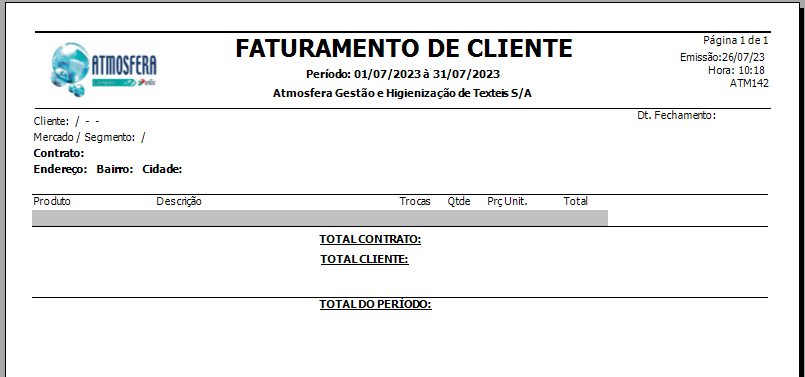 Página 1 de 1
FATURAMENTO DE CLIENTE
Emissão:26/07/23
ATMOSFERA
Período: 01/07/2023 à 31/07/2023
Hora: 10:18
elis
ATM142
Atmosfera Gestão e Higienização de Texteis S/A
Dt. Fechamento:
Cliente: / - -
Mercado / Segmento: /
Contrato:
Endereço: Bairro: Cidade:
Produto Descrição Trocas Qtde Prç Unit. Total
TOTAL CONTRATO:
TOTAL CLIENTE:
TOTAL DO PERÍODO: